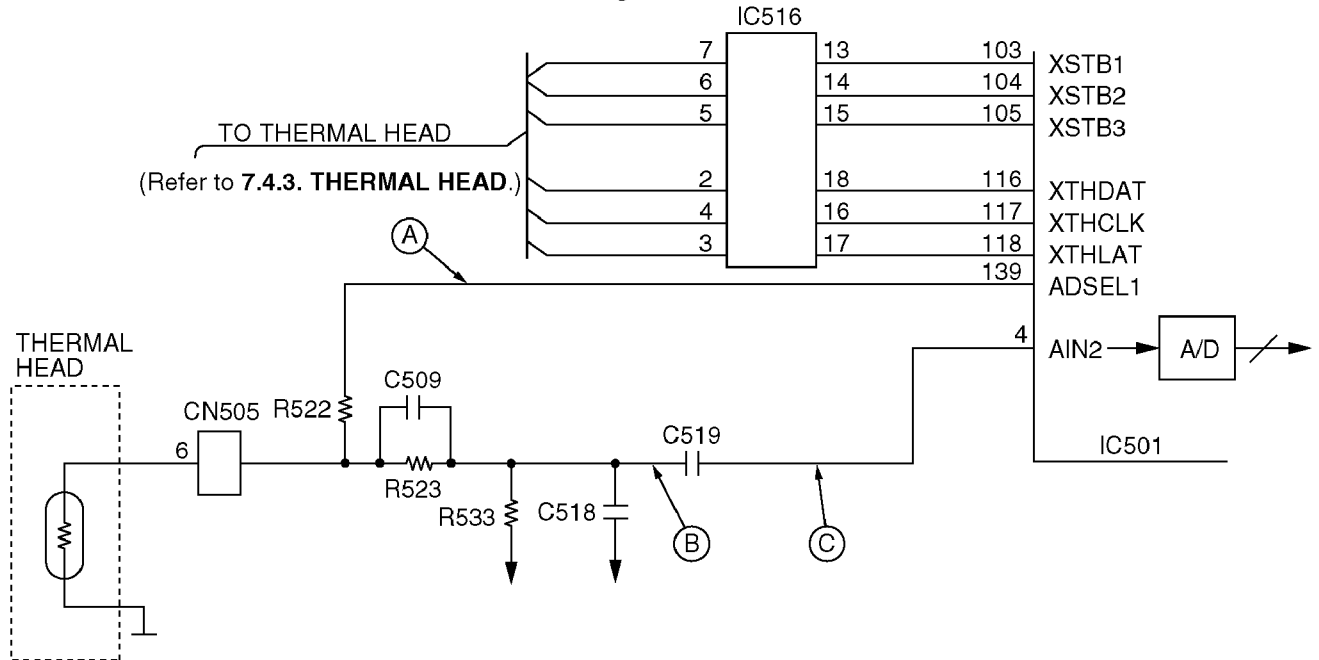 IC516
7 13 103 XSTB1
6 14 104 XSTB2
5 15 105 XSTB3
TO THERMAL HEAD
(Refer to 7.4.3. THERMAL HEAD.)
2 18 116 XTHDAT
4 16 117 XTHCLK
3 17 118 XTHLAT
A
139 ADSEL1
THERMAL
HEAD
4 AIN2 A/D
C509
CN505 R522
6
C519
IC501
R523
R533 C518
B C